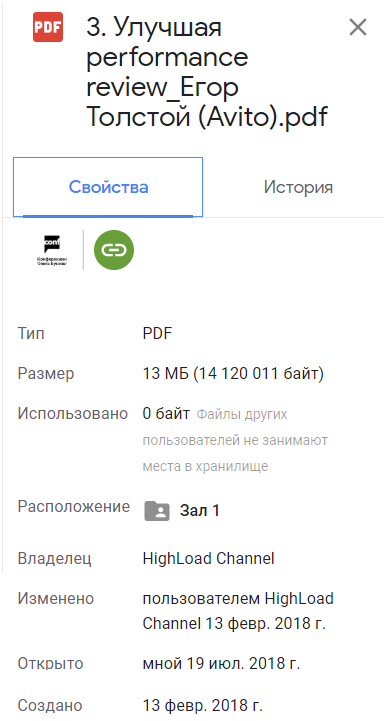 PDF
3. Улучшая
performance
review_Егор
Толстой (Avito).pdf
Свойства
История
conf
Конференции
Олега Бунина
Тип PDF
Размер 13 МБ (14 120 011 байт)
Использовано 0 байт Файлы других
пользователей не занимают
места в хранилище
Расположение Зал 1
Владелец HighLoad Channel
Изменено пользователем HighLoad
Channel 13 февр. 2018 г.
Открыто мной 19 июл. 2018 г.
Создано 13 февр. 2018 г.